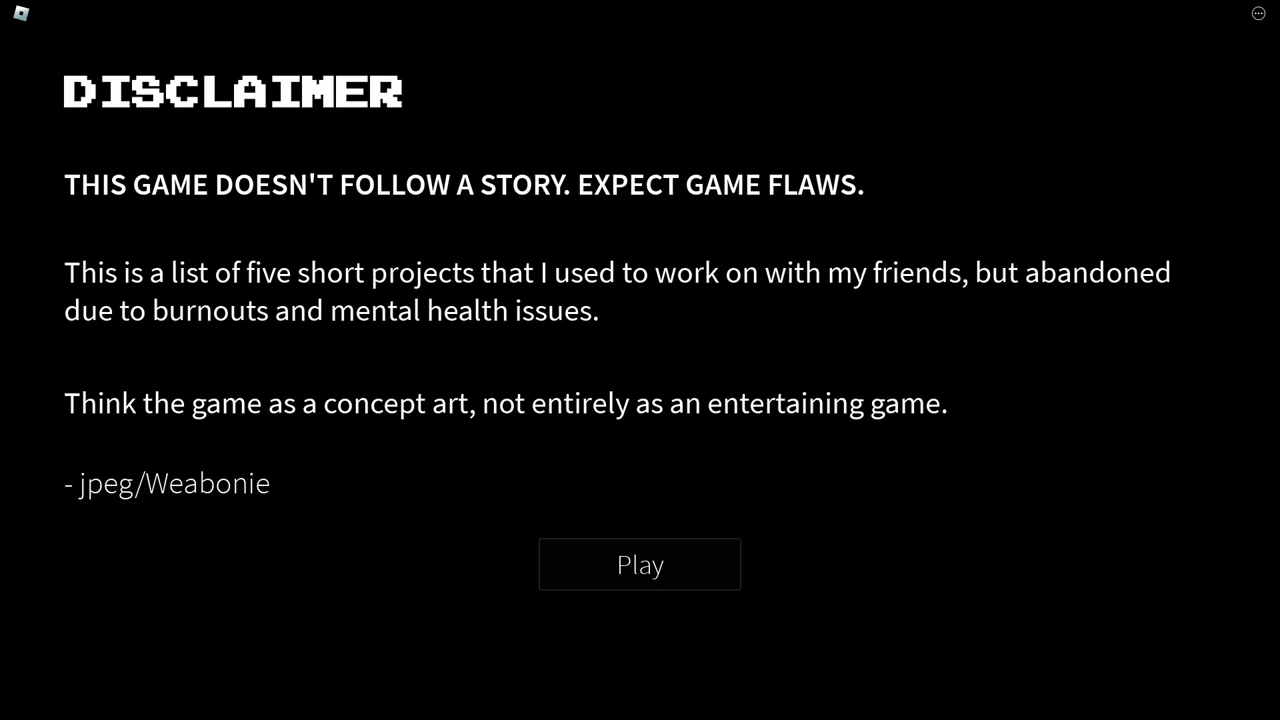 DISCLAIMER
THIS GAME DOESN'T FOLLOW A STORY. EXPECT GAME FLAWS.
This is a list of five short projects that I used to work on with my friends, but abandoned
due to burnouts and mental health issues.
Think the game as a concept art, not entirely as an entertaining game.
- jpeg/Weabonie
Play